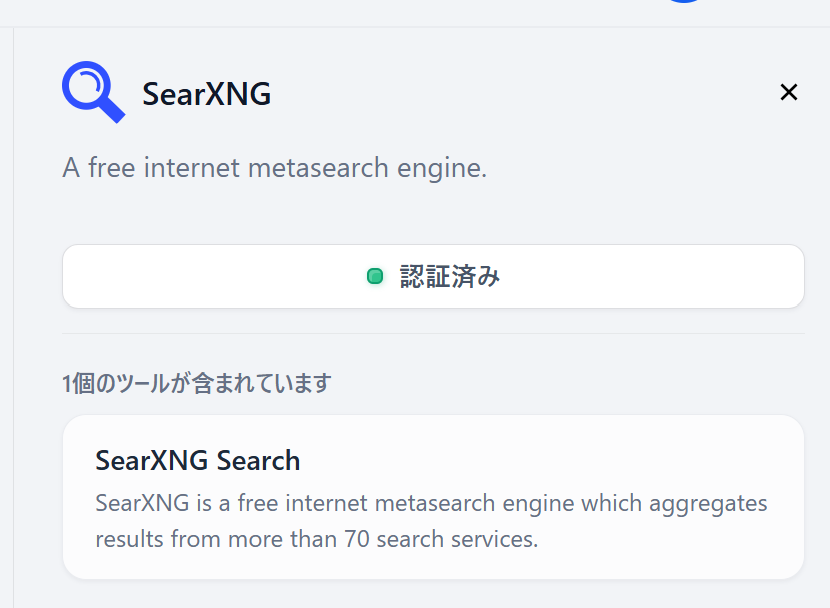 SearXNG
A free internet metasearch engine.
認証済み
1個のツールが含まれています
SearXNG Search
SearXNG is a free internet metasearch engine which aggregates
results from more than 70 search services.